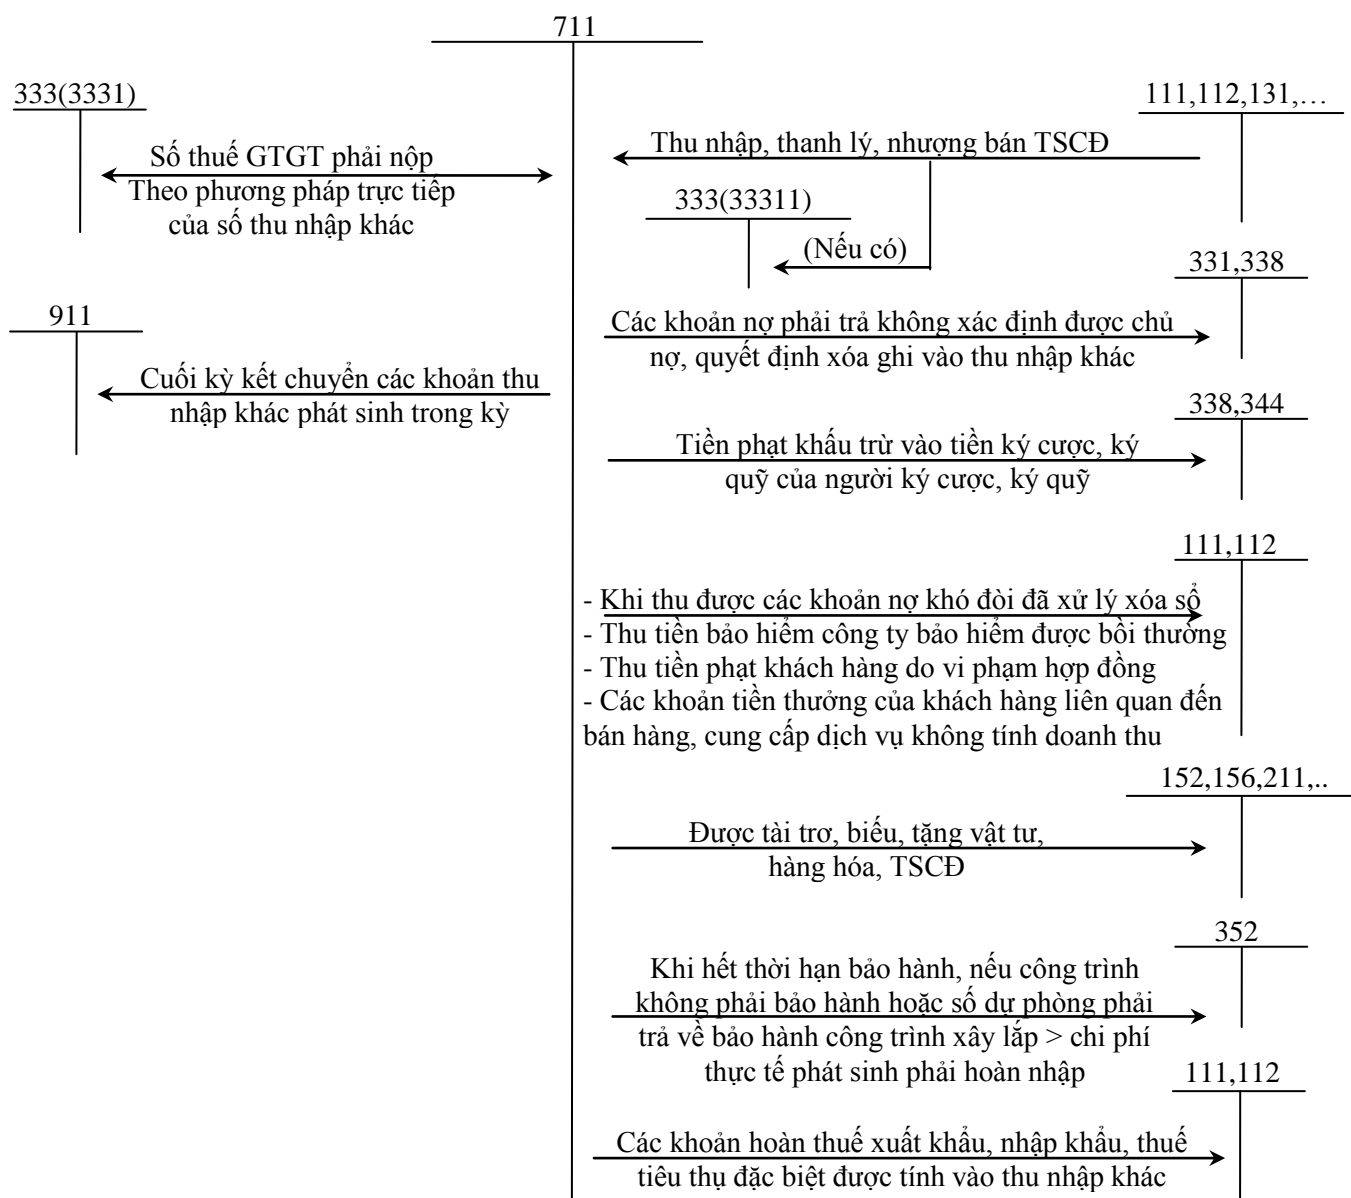 711
333(3331)
111,112,131,…
Thu nhập, thanh lý, nhượng bán TSCĐ
Số thuế GTGT phải nộp
Theo phương pháp trực tiếp
của số thu nhập khác
333(33311)
(Nếu có)
331,338
911
Các khoản nợ phải trả không xác định được chủ
nợ, quyết định xóa ghi vào thu nhập khác
Cuối kỳ kết chuyển các khoản thu
nhập khác phát sinh trong kỳ
338,344
Tiền phạt khấu trừ vào tiền ký cược, ký
quỹ của người ký cược, ký quỹ
111,112
- Khi thu được các khoản nợ khó đòi đã xử lý xóa sổ
- Thu tiền bảo hiểm công ty bảo hiểm được bồi thường
- Thu tiền phạt khách hàng do vi phạm hợp đồng
- Các khoản tiền thưởng của khách hàng liên quan đến
bán hàng, cung cấp dịch vụ không tính doanh thu
152,156,211,..
Được tài trơ, biếu, tặng vật tư,
hàng hóa, TSCĐ
352
Khi hết thời hạn bảo hành, nếu công trình
không phải bảo hành hoặc số dự phòng phải
trả về bảo hành công trình xây lắp > chi phí
thực tế phát sinh phải hoàn nhập
111,112
Các khoản hoàn thuế xuất khẩu, nhập khẩu, thuế
tiêu thụ đặc biệt được tính vào thu nhập khác